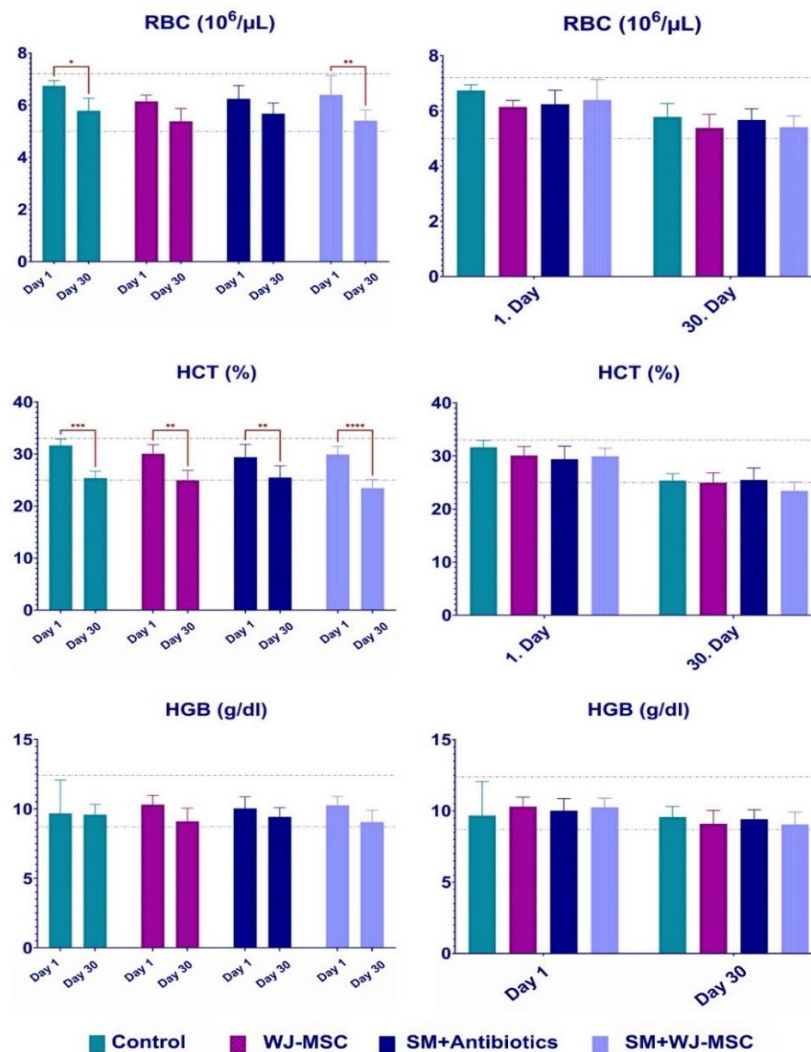 RBC (10⁶/µL)
8
6
4
2
0
* **
Day 1 Day 30 Day 1 Day 30 Day 1 Day 30 Day 1 Day 30
RBC (10⁶/µL)
8
6
4
2
0
1. Day 30. Day
HCT (%)
40
30
20
10
0
*** ** ** ****
Day 1 Day 30 Day 1 Day 30 Day 1 Day 30 Day 1 Day 30
HCT (%)
40
30
20
10
0
1. Day 30. Day
HGB (g/dl)
15
10
5
0
Day 1 Day 30 Day 1 Day 30 Day 1 Day 30 Day 1 Day 30
HGB (g/dl)
15
10
5
0
Day 1 Day 30
Control WJ-MSC SM+Antibiotics SM+WJ-MSC